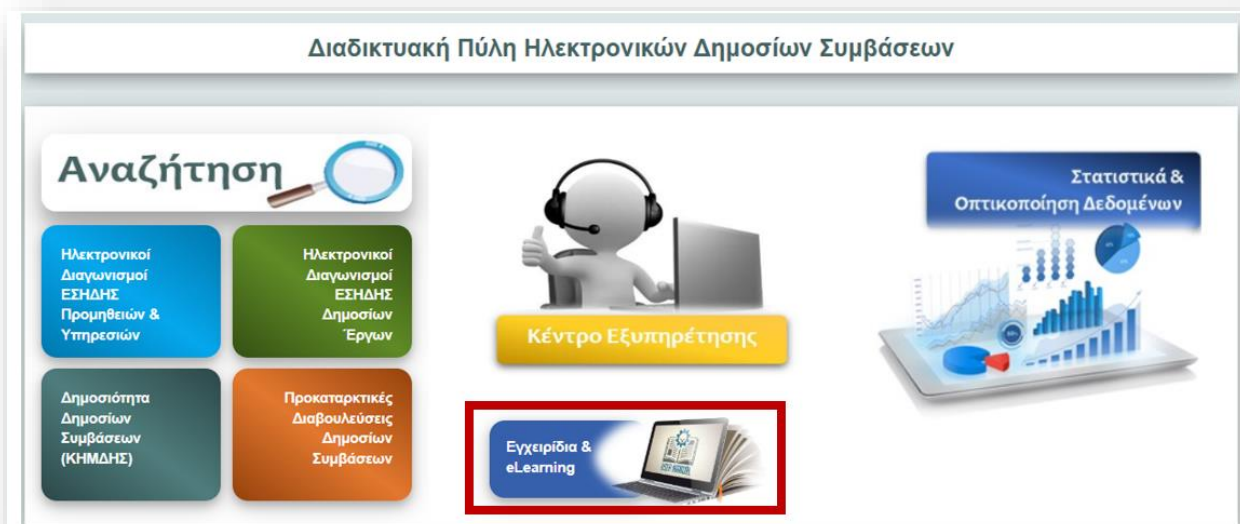 Διαδικτυακή Πύλη Ηλεκτρονικών Δημοσίων Συμβάσεων
Αναζήτηση
Ηλεκτρονικοί
Διαγωνισμοί
ΕΣΗΔΗΣ
Προμηθειών &
Υπηρεσιών
Ηλεκτρονικοί
Διαγωνισμοί
ΕΣΗΔΗΣ
Δημοσίων
Έργων
Δημοσιότητα
Δημοσίων
Συμβάσεων
(ΚΗΜΔΗΣ)
Προκαταρκτικές
Διαβουλεύσεις
Δημοσίων
Συμβάσεων
Κέντρο Εξυπηρέτησης
Εγχειρίδια &
eLearning
Στατιστικά &
Οπτικοποίηση Δεδομένων